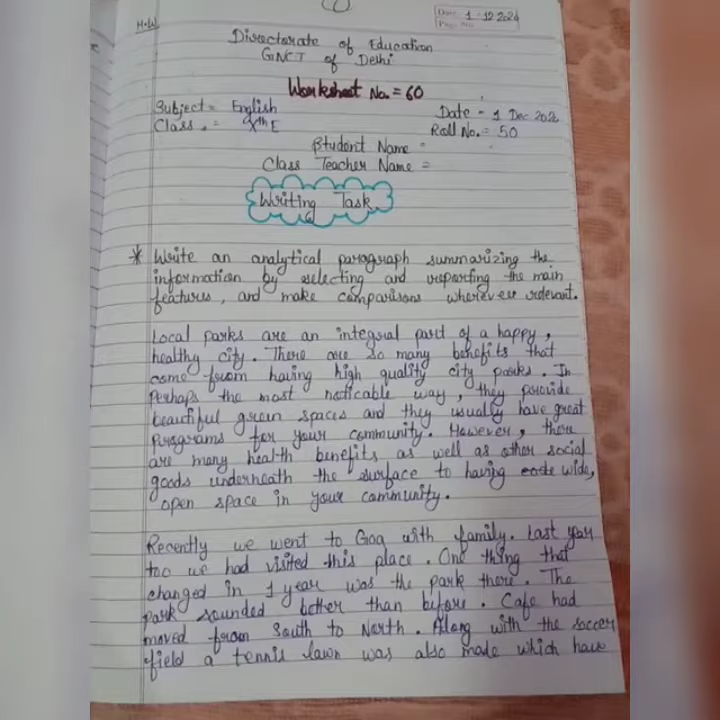 H.W
Date 1-12-202
Directorate of Education
GNCT of Delhi
Worksheet No. = 60
Subject = English
Date - 1 Dec 202
Class. = Xth E
Roll No. = 50
Student Name =
Class Teacher Name =
Writing Task
* Write an analytical paragraph summarizing the
information by selecting and reporting the main
features, and make comparisons wherever relevant.
Local parks are an integral part of a happy,
healthy city. There are so many benefits that
come from having high quality city parks. In
perhaps the most noticable way, they provide
beautiful green spaces and they usually have great
programs for your community. However, there
are many health benefits as well as other social
goods underneath the surface to having wide,
open space in your community.
Recently we went to Goa with family. Last year
too we had visited this place. One thing that
changed in 1 year was the park there. The
park sounded better than before. Cafe had
moved from South to North. Along with the soccer
field a tennis lawn was also made which have